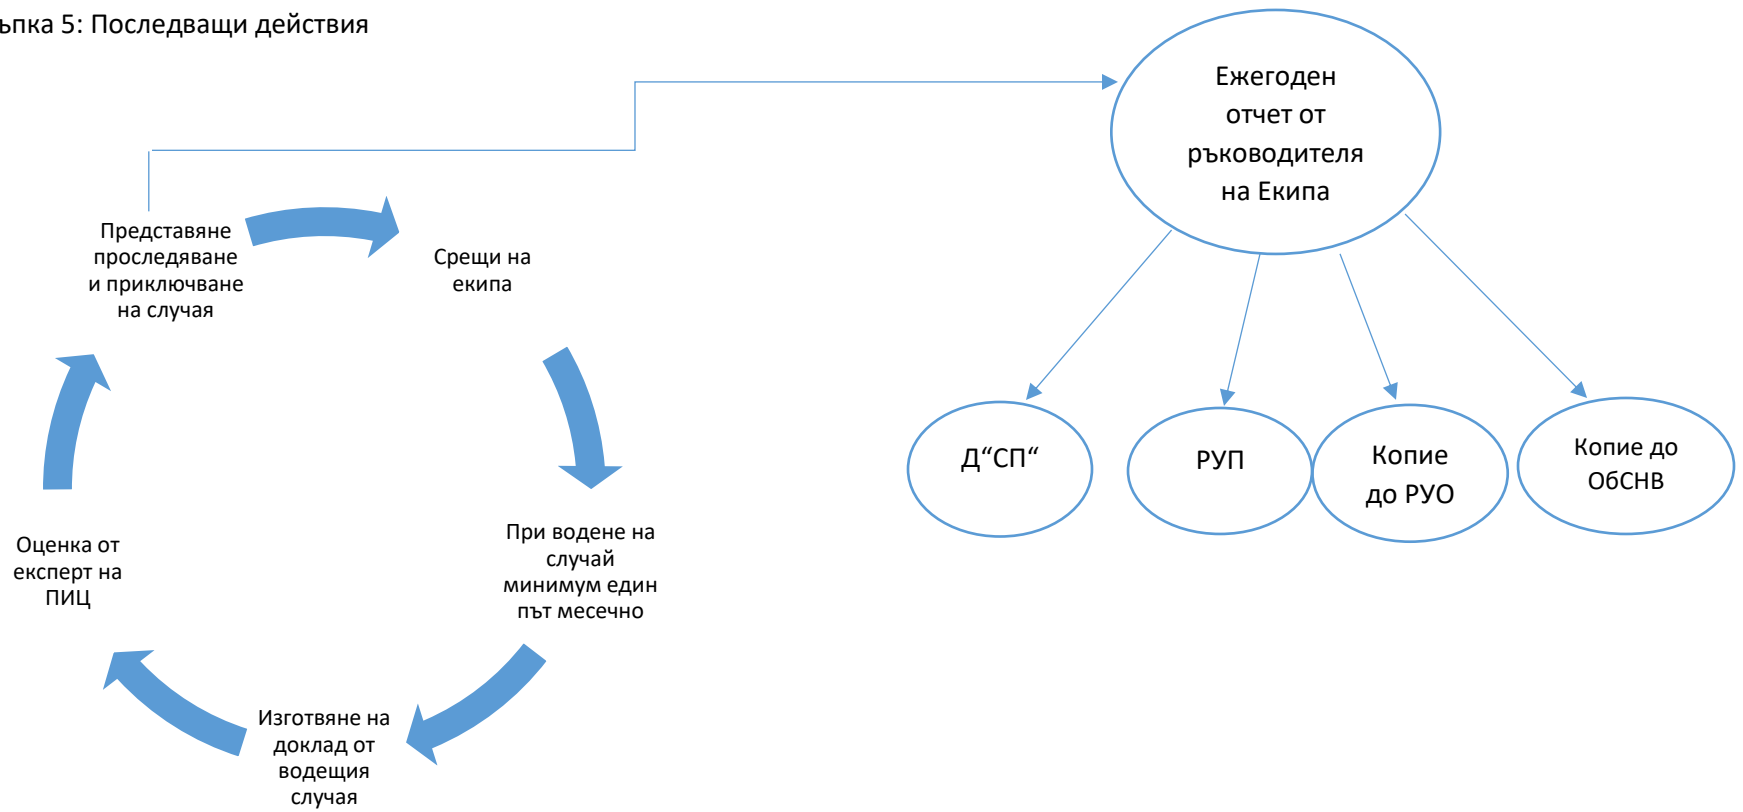 ъпка 5: Последващи действия
Ежегоден
отчет от
ръководителя
на Екипа
Представяне
проследяване
и приключване
на случая
Срещи на
екипа
При водене на
случай
минимум един
път месечно
Изготвяне на
доклад от
водещия
случая
Оценка от
експерт на
ПИЦ
Д“СП“
РУП
Копие
до РУО
Копие до
ОбСНВ